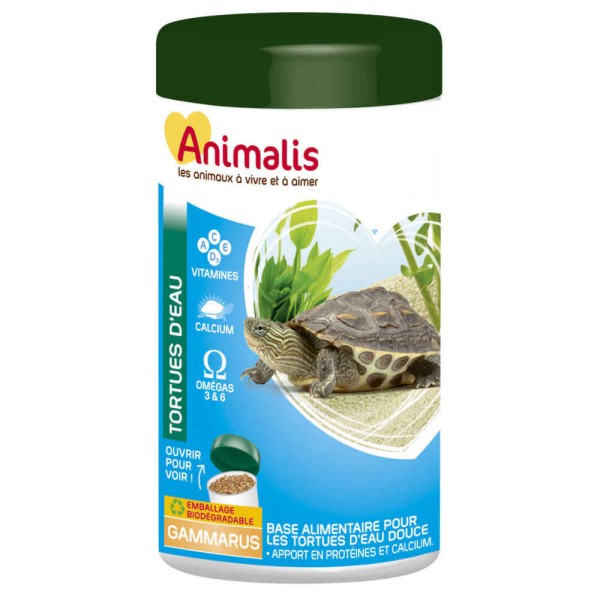 Animalis
les animaux à vivre et à aimer
TORTUES D'EAU
A C E D3
VITAMINES
CALCIUM
Ω
OMÉGAS
3 & 6
OUVRIR
POUR
VOIR !
EMBALLAGE
BIODÉGRADABLE
GAMMARUS
BASE ALIMENTAIRE POUR
LES TORTUES D'EAU DOUCE
• APPORT EN PROTÉINES ET CALCIUM.